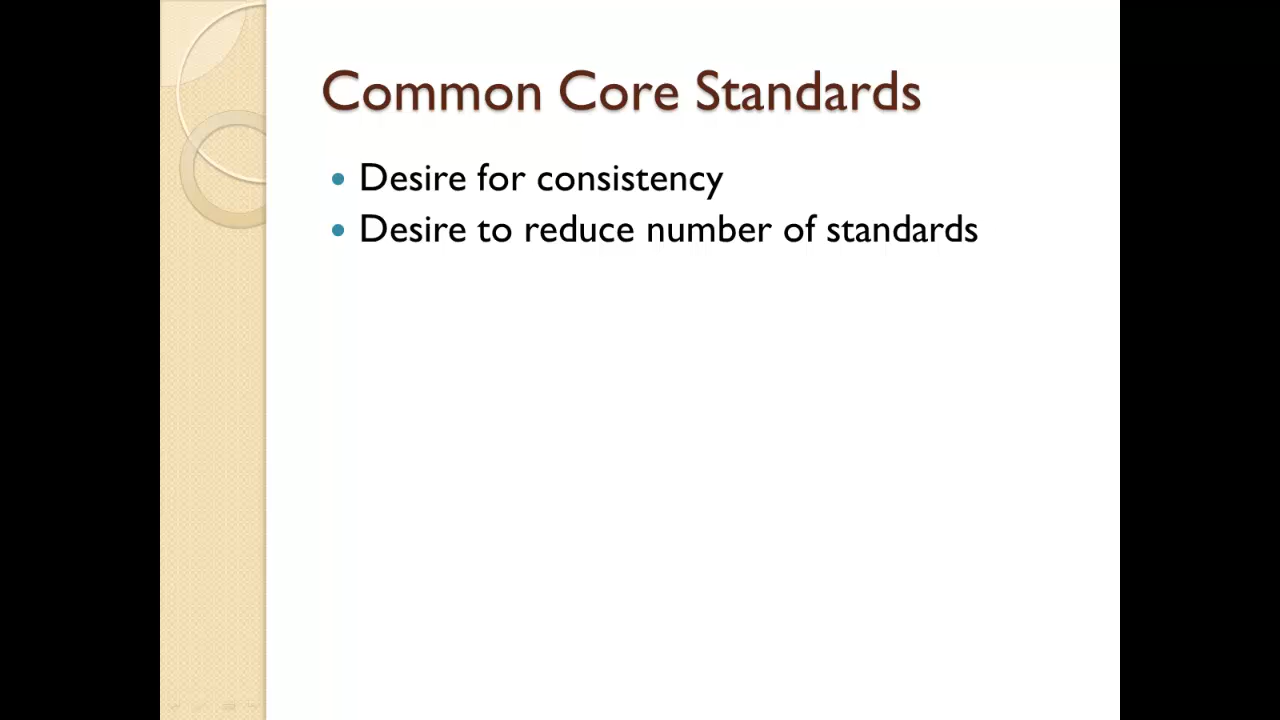 Common Core Standards
Desire for consistency
Desire to reduce number of standards